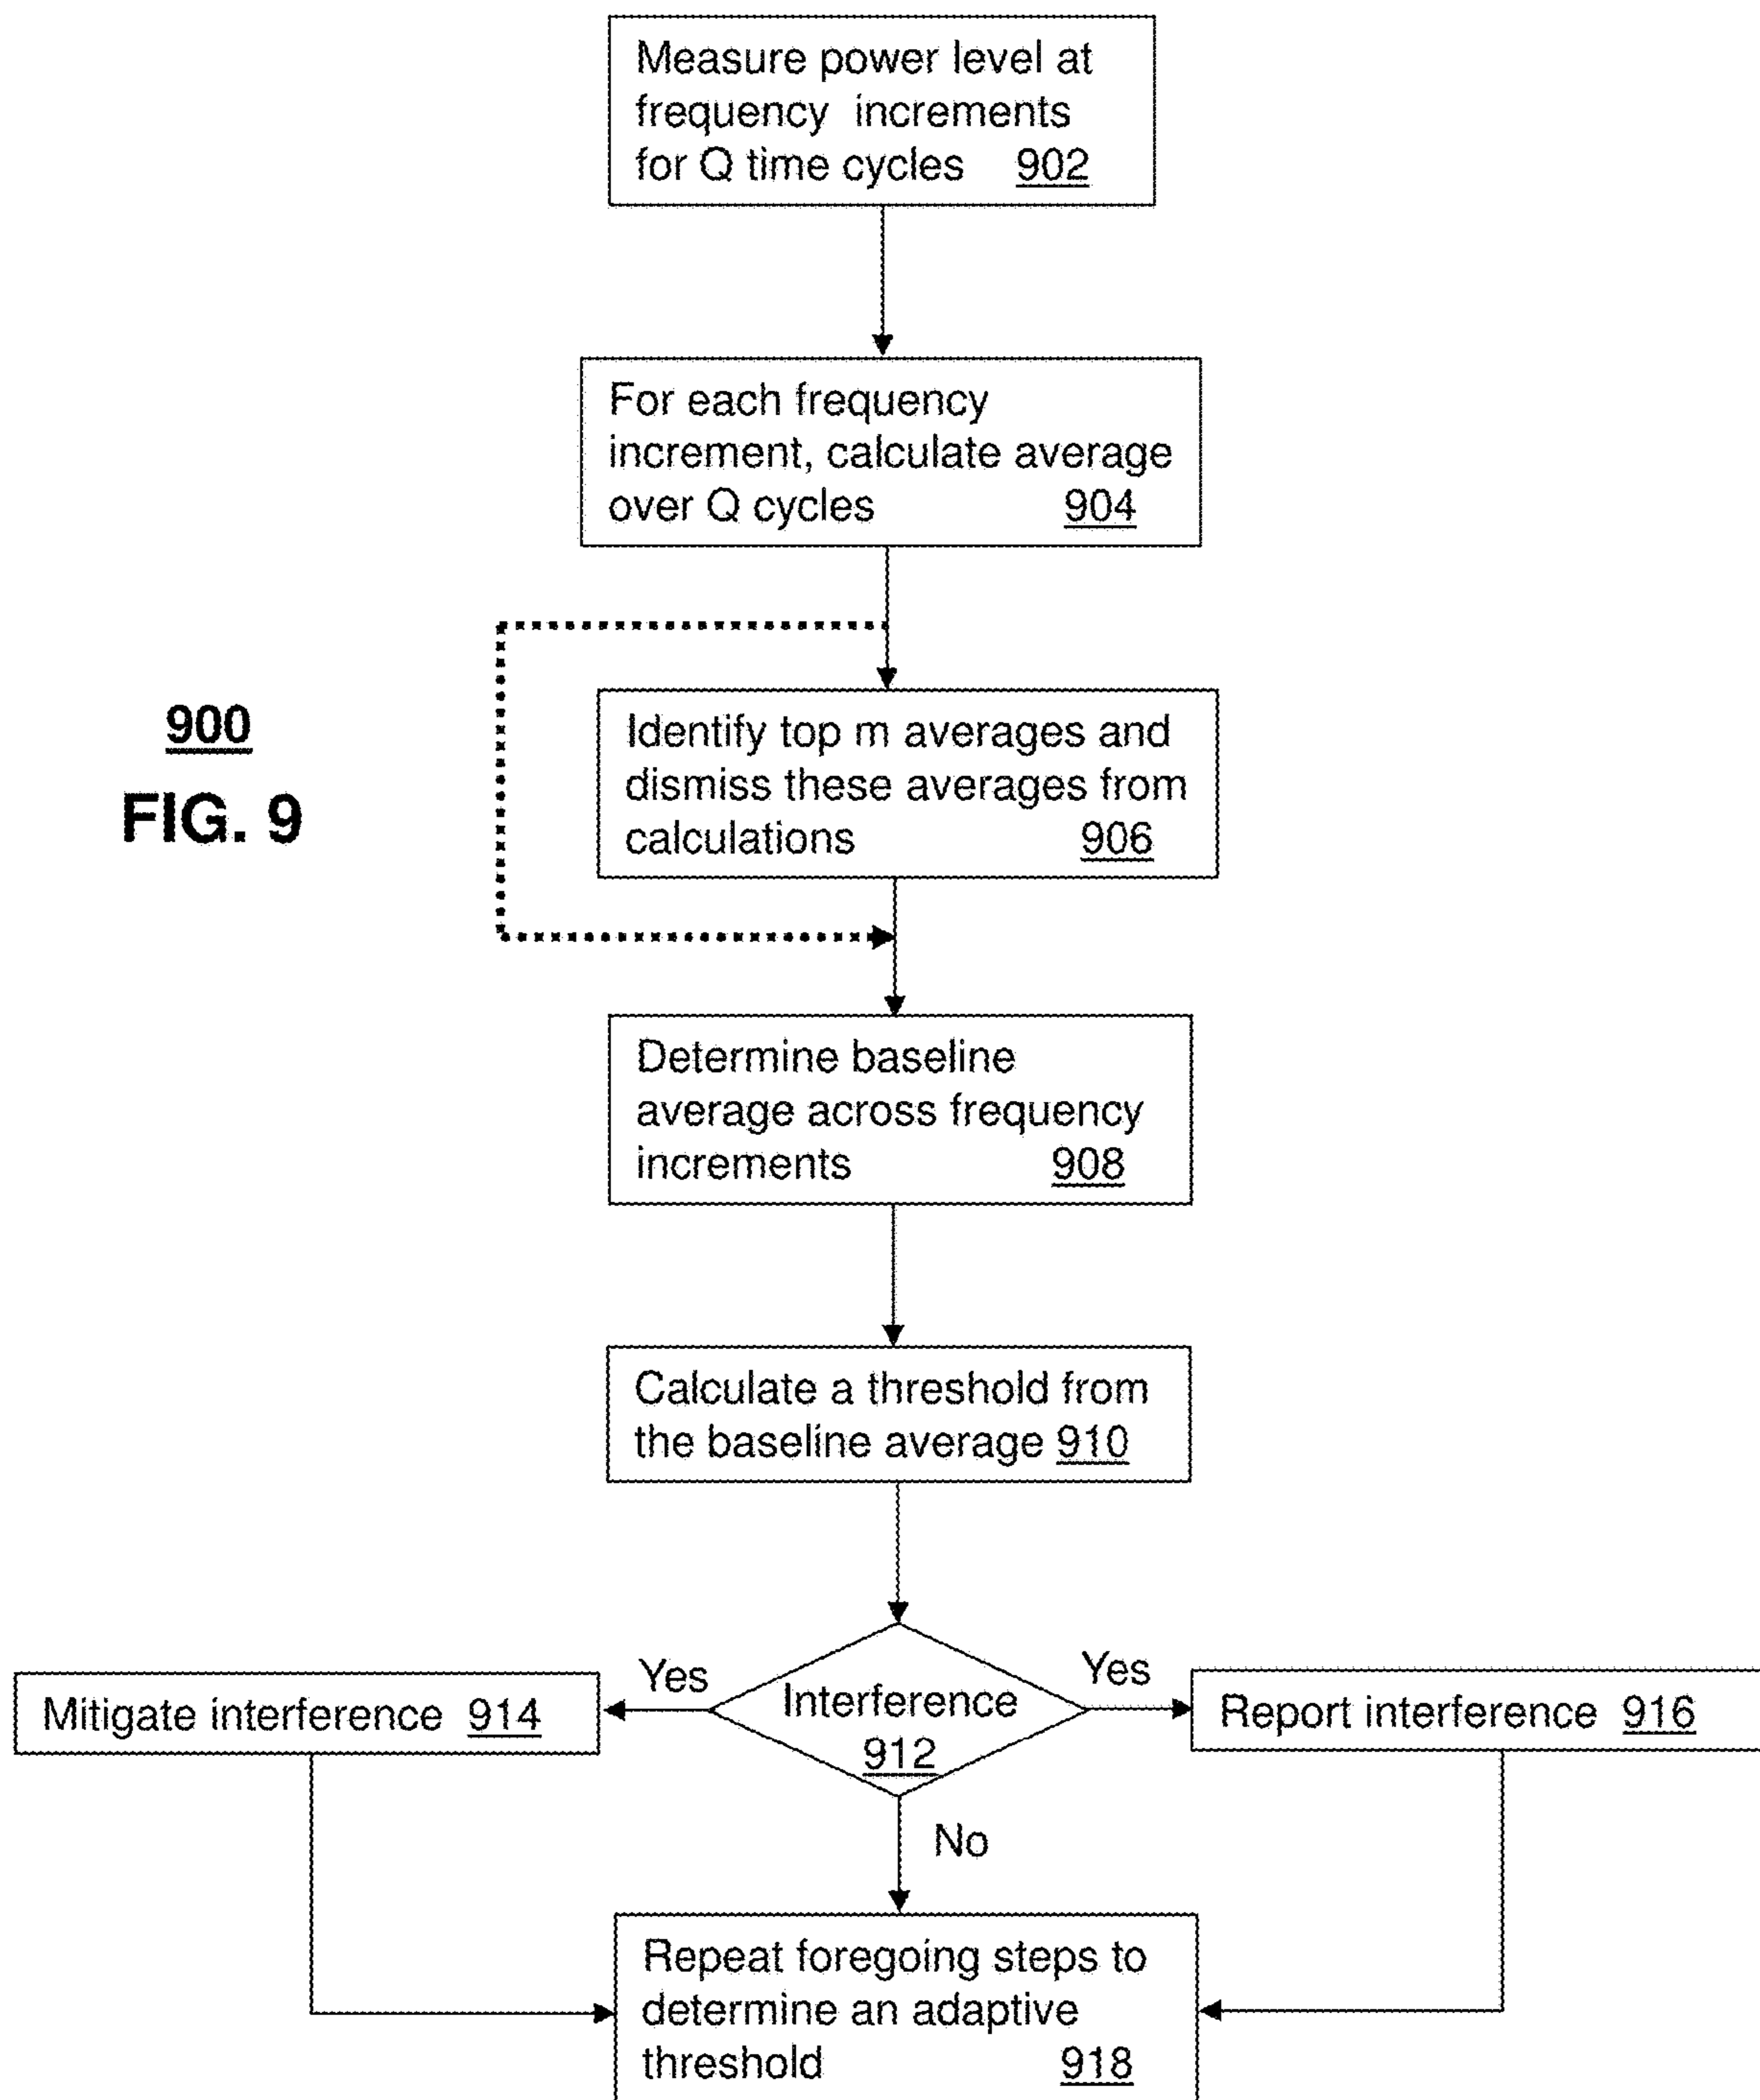 Measure power level at
frequency increments
for Q time cycles 902
For each frequency
increment, calculate average
over Q cycles 904
900
FIG. 9
Identify top m averages and
dismiss these averages from
calculations 906
Determine baseline
average across frequency
increments 908
Calculate a threshold from
the baseline average 910
Yes
Yes
Mitigate interference 914
Interference
912
Report interference 916
No
Repeat foregoing steps to
determine an adaptive
threshold 918